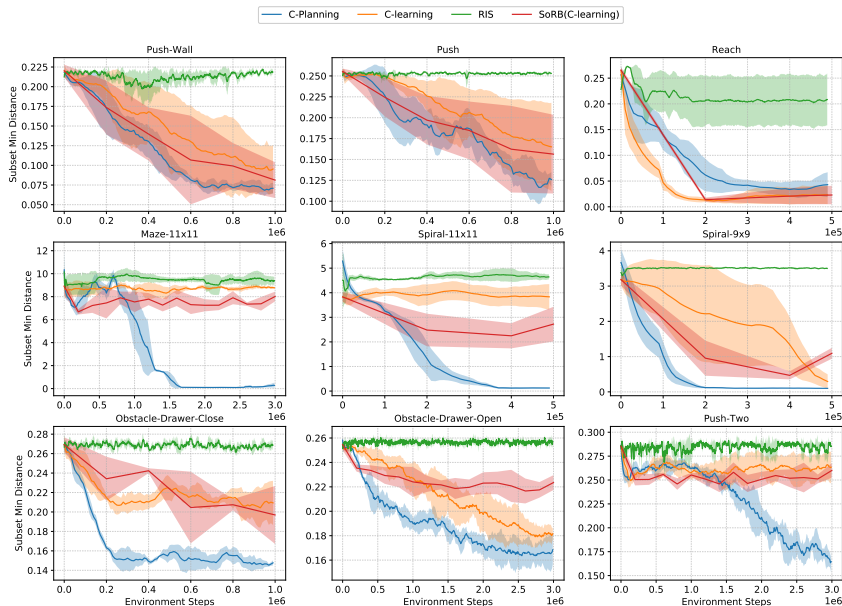 C-Planning C-learning RIS SoRB(C-learning)
Push-Wall Push Reach
Subset Min Distance
0.225
0.200
0.175
0.150
0.125
0.100
0.075
0.050
0.0 0.2 0.4 0.6 0.8 1.0
1e6
0.250
0.225
0.200
0.175
0.150
0.125
0.100
0.0 0.2 0.4 0.6 0.8 1.0
1e6
0.25
0.20
0.15
0.10
0.05
0.00
0 1 2 3 4 5
1e5
Maze-11x11 Spiral-11x11 Spiral-9x9
Subset Min Distance
12
10
8
6
4
2
0
0.0 0.5 1.0 1.5 2.0 2.5 3.0
1e6
6
5
4
3
2
1
0
0 1 2 3 4 5
1e5
4
3
2
1
0
0 1 2 3 4 5
1e5
Obstacle-Drawer-Close Obstacle-Drawer-Open Push-Two
Subset Min Distance
0.28
0.26
0.24
0.22
0.20
0.18
0.16
0.14
0.0 0.2 0.4 0.6 0.8 1.0
Environment Steps 1e6
0.26
0.24
0.22
0.20
0.18
0.16
0.0 0.5 1.0 1.5 2.0 2.5 3.0
Environment Steps 1e6
0.300
0.275
0.250
0.225
0.200
0.175
0.150
0.0 0.5 1.0 1.5 2.0 2.5 3.0
Environment Steps 1e6